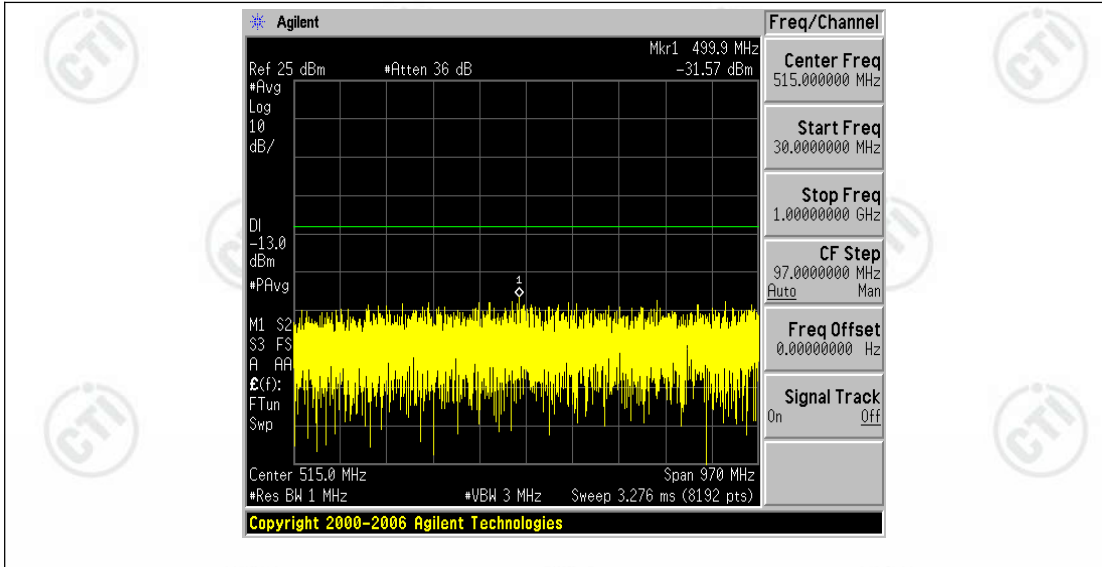 Agilent
Freq/Channel
Mkr1 499.9 MHz
Ref 25 dBm #Atten 36 dB -31.57 dBm
#Avg
Log
10
dB/
DI
-13.0
dBm
#PAvg
1
M1 S2
S3 FS
A AA
£(f):
FTun
Swp
Center 515.0 MHz Span 970 MHz
#Res BW 1 MHz #VBW 3 MHz Sweep 3.276 ms (8192 pts)
Copyright 2000-2006 Agilent Technologies
Center Freq
515.000000 MHz
Start Freq
30.0000000 MHz
Stop Freq
1.00000000 GHz
CF Step
97.0000000 MHz
Auto Man
Freq Offset
0.00000000 Hz
Signal Track
On Off
CTI
CTI
CTI
CTI